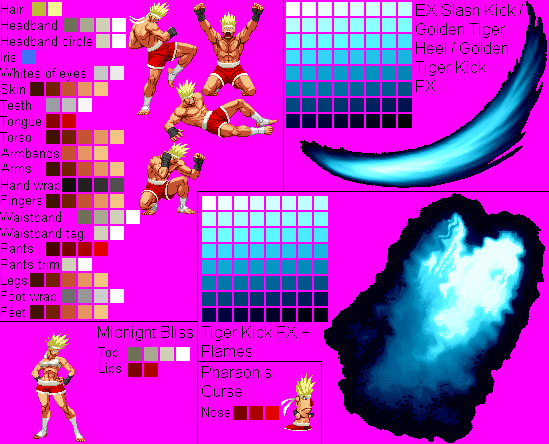 Hair
Headband
Headband circle
Iris
Whites of eyes
Skin
Teeth
Tongue
Torso
Armbands
Arms
Hand wrap
Fingers
Waistband
Waistband tag
Pants
Pants trim
Legs
Foot wrap
Feet
EX Slash Kick /
Golden Tiger
Heel / Golden
Tiger Kick
FX
Midnight Bliss
Top
Lips
Tiger Kick FX +
Flames
Pharaoh's
Curse
Nose